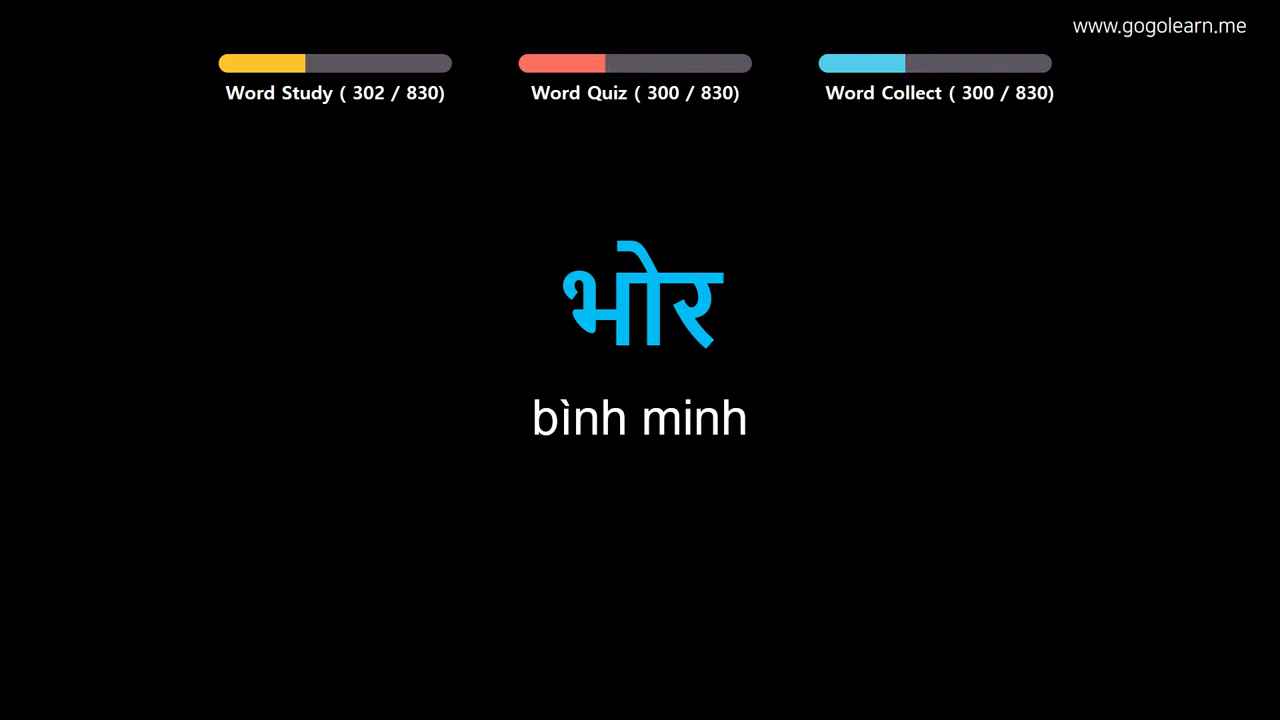 www.gogolearn.me
Word Study ( 302 / 830)
Word Quiz ( 300 / 830)
Word Collect ( 300 / 830)
भोर
bình minh